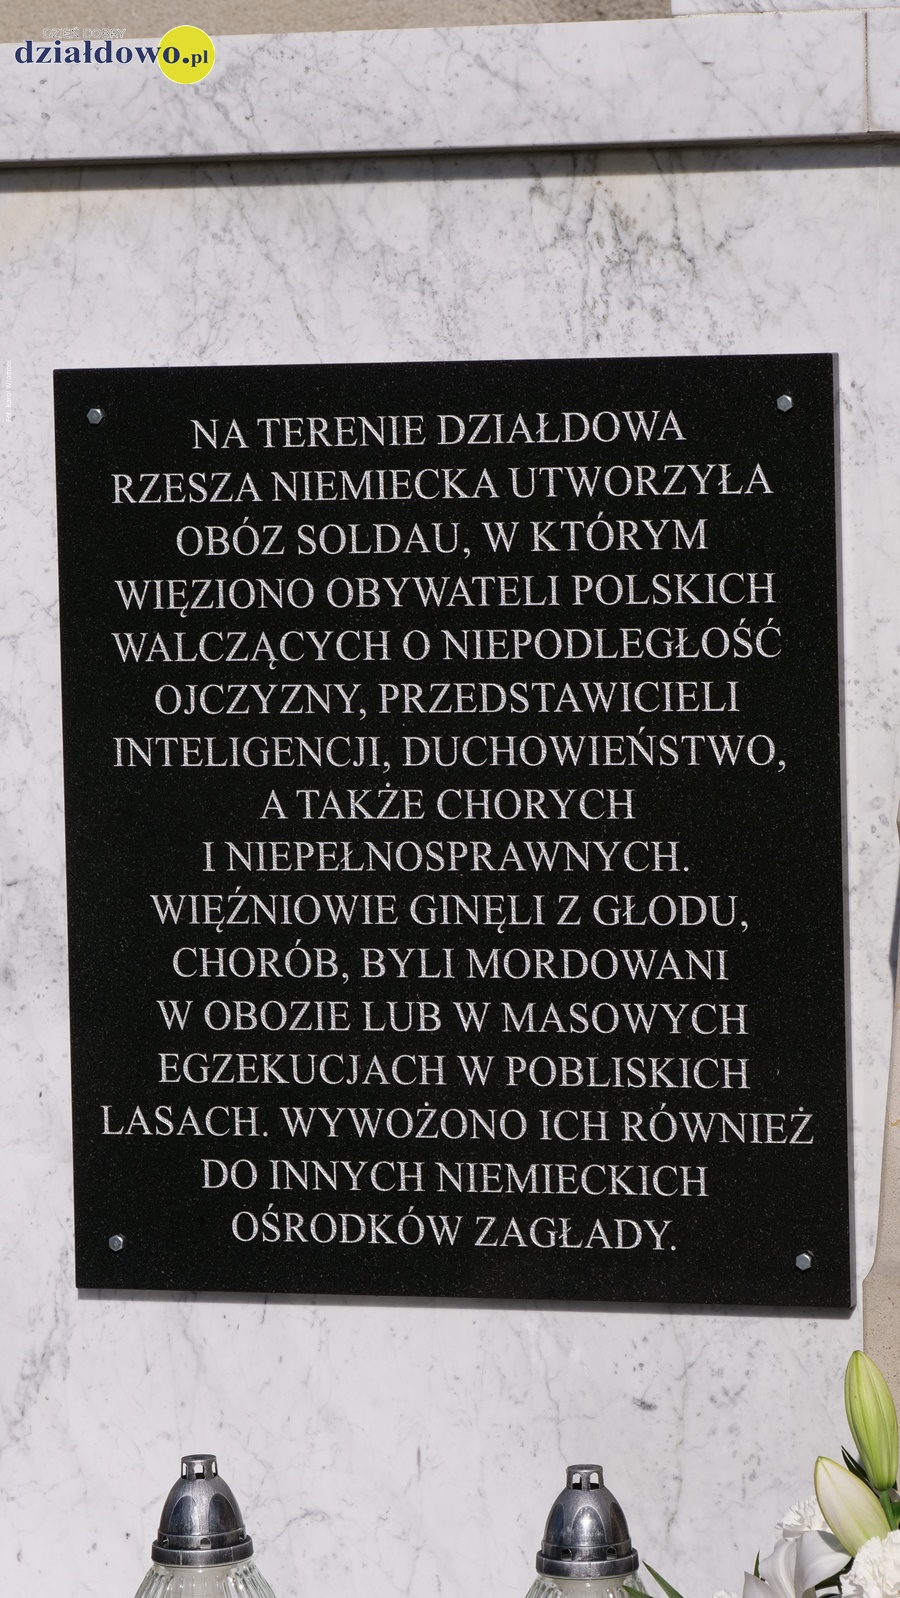 DZIEŃ DOBRY
działdowo.pl
NA TERENIE DZIAŁDOWA
RZESZA NIEMIECKA UTWORZYŁA
OBÓZ SOLDAU, W KTÓRYM
WIĘZIONO OBYWATELI POLSKICH
WALCZĄCYCH O NIEPODLEGŁOŚĆ
OJCZYZNY, PRZEDSTAWICIELI
INTELIGENCJI, DUCHOWIEŃSTWO,
A TAKŻE CHORYCH
I NIEPEŁNOSPRAWNYCH.
WIĘŹNIOWIE GINĘLI Z GŁODU,
CHORÓB, BYLI MORDOWANI
W OBOZIE LUB W MASOWYCH
EGZEKUCJACH W POBLISKICH
LASACH. WYWOŻONO ICH RÓWNIEŻ
DO INNYCH NIEMIECKICH
OŚRODKÓW ZAGŁADY.